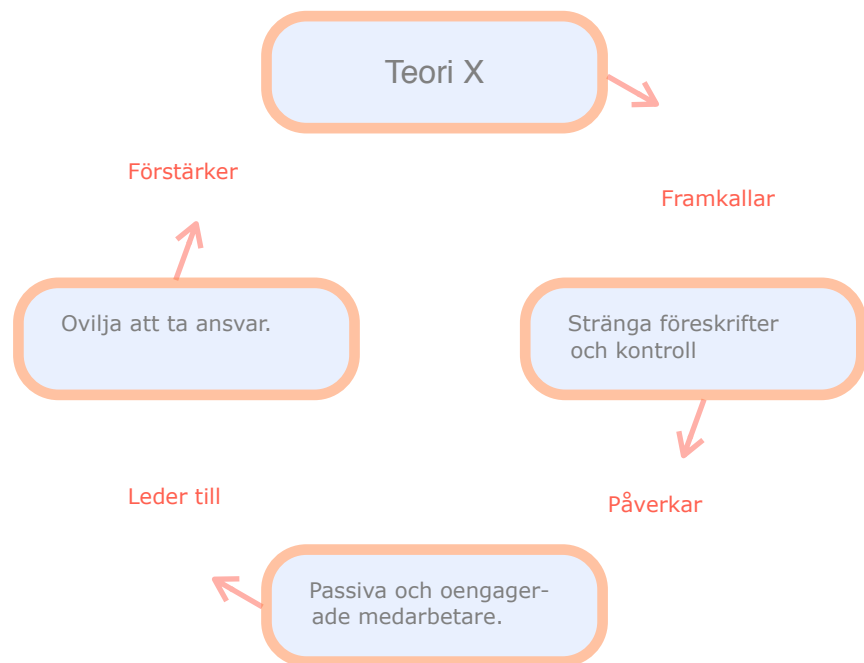 Teori X
Förstärker
Framkallar
Ovilja att ta ansvar.
Stränga föreskrifter
och kontroll
Leder till
Påverkar
Passiva och oengager-
ade medarbetare.